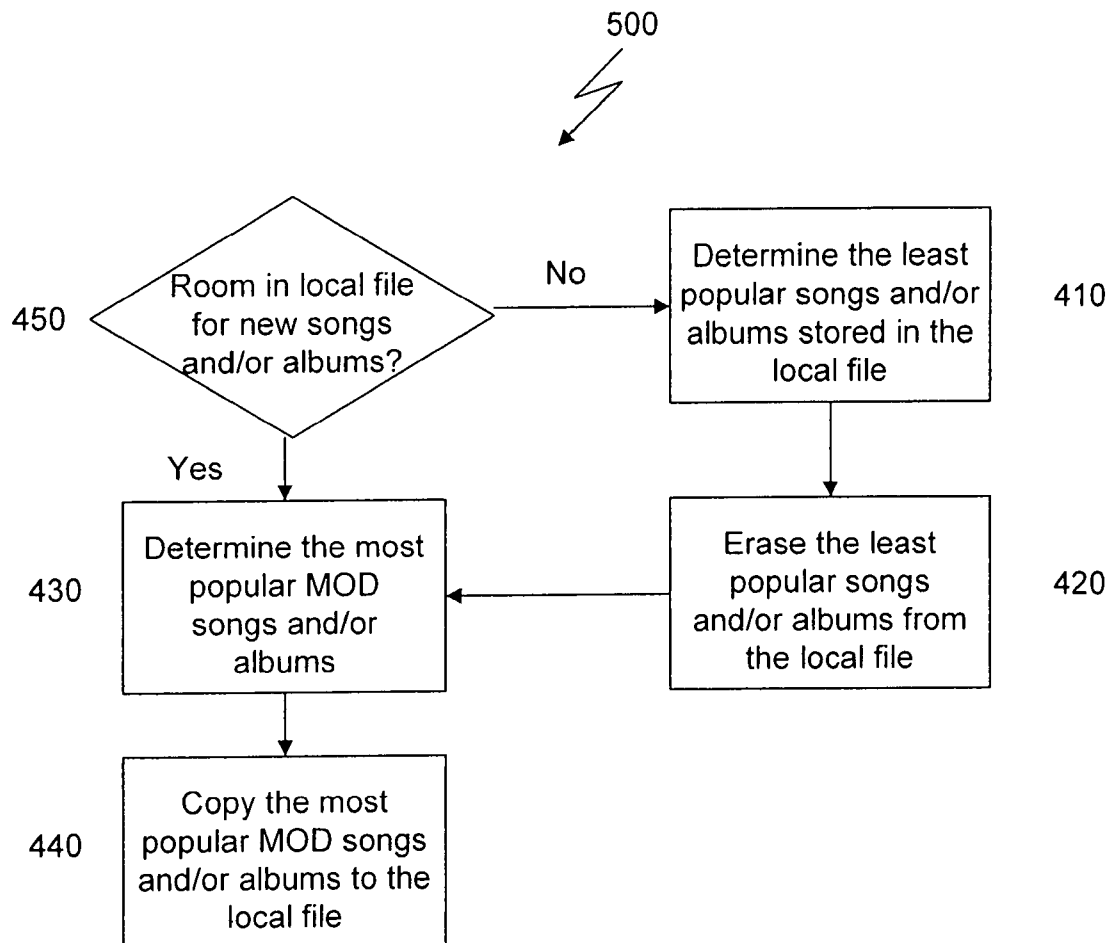 500
450
Room in local file
for new songs
and/or albums?
No
Determine the least
popular songs and/or
albums stored in the
local file
410
Yes
430
Determine the most
popular MOD
songs and/or
albums
Erase the least
popular songs
and/or albums from
the local file
420
440
Copy the most
popular MOD songs
and/or albums to the
local file